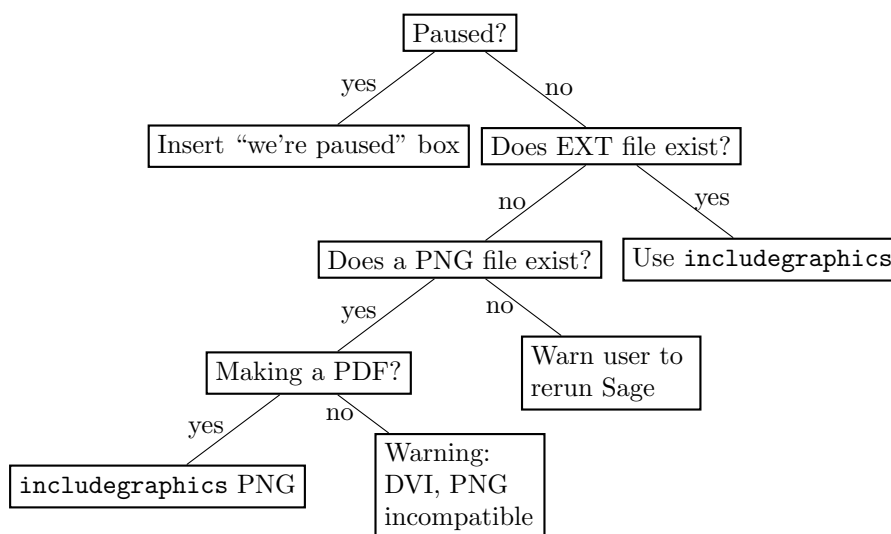 Paused?
yes
no
Insert “we’re paused” box
Does EXT file exist?
no
yes
Does a PNG file exist?
Use includegraphics
yes
no
Making a PDF?
Warn user to
rerun Sage
yes
no
includegraphics PNG
Warning:
DVI, PNG
incompatible